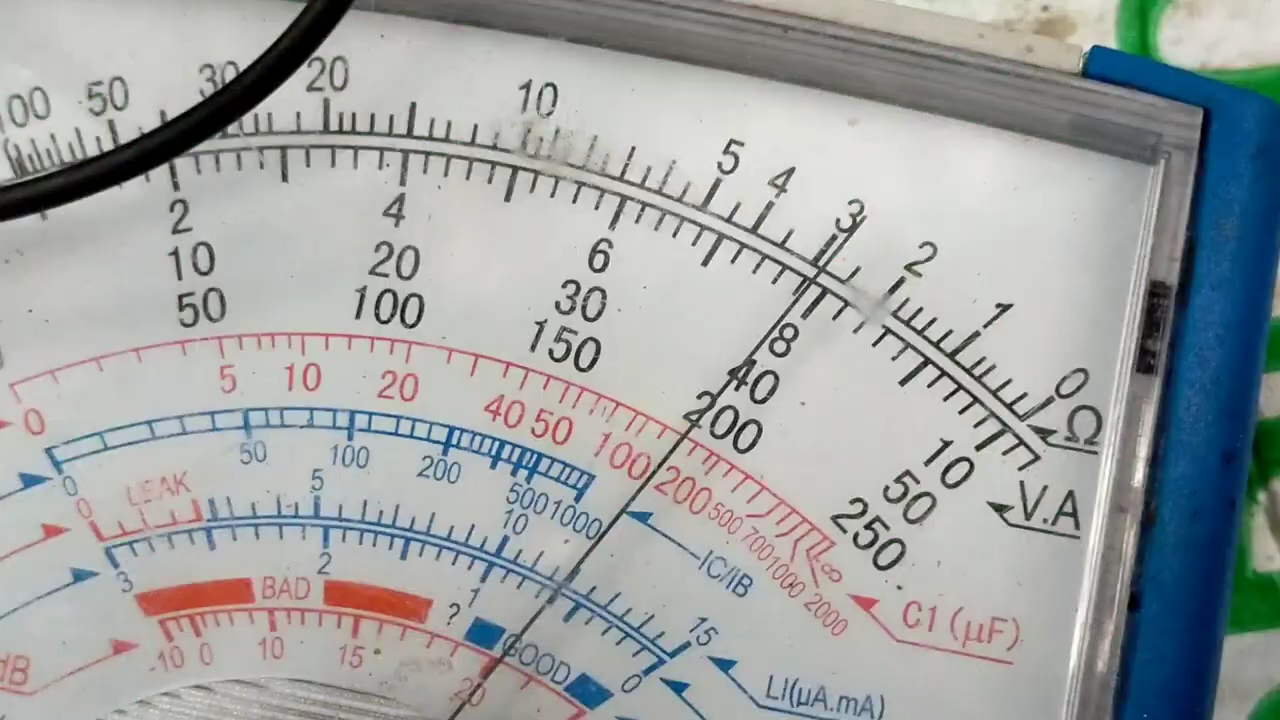 00 50 30 20 10 5 4 3 2 1 0 Ω
2 4 6 8 10 V.A
10 20 30 40 50
50 100 150 200 250
0 5 10 20 40 50 100 200 500 700 1000 2000 ∞ C1 (µF)
0 50 100 200 500 1000 IC/IB
0 LEAK 5 10 15 LI(µA.mA)
3 2 1 0
BAD ? GOOD
dB -10 0 10 15 20